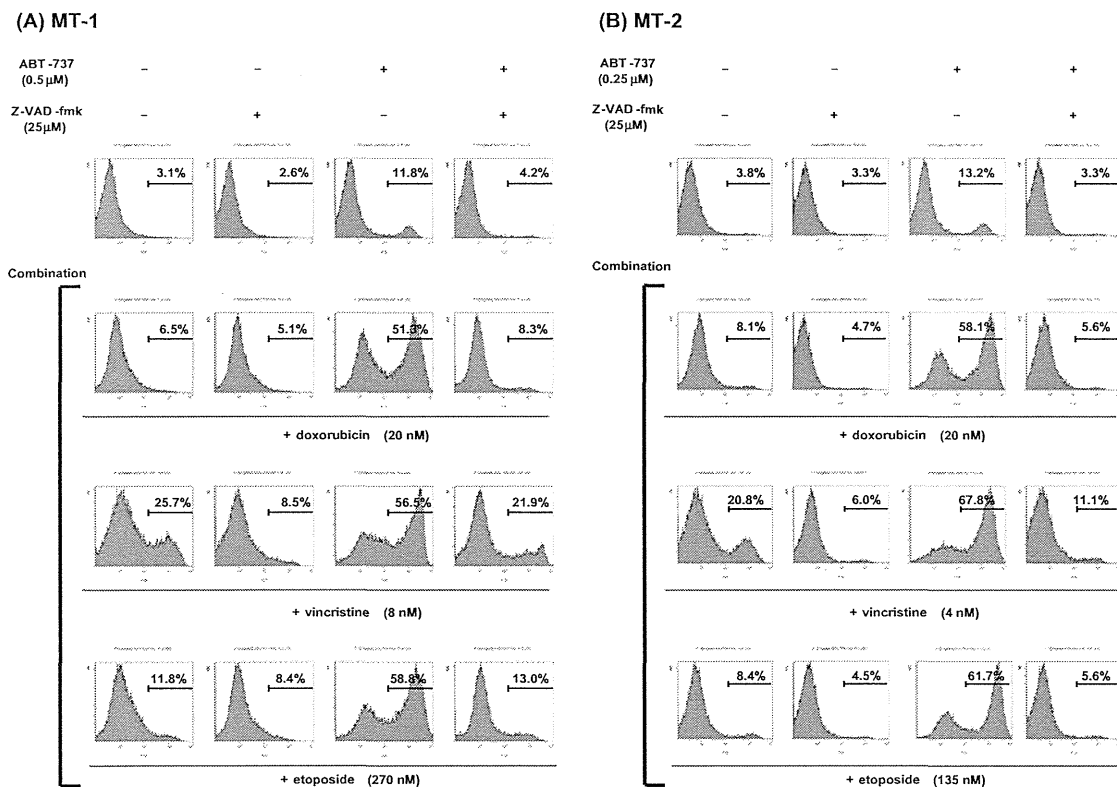 (A) MT-1
ABT -737
(0.5 μM)
– – + +
Z-VAD -fmk
(25μM)
– + – +
3.1% 2.6% 11.8% 4.2%
Combination
6.5% 5.1% 51.3% 8.3%
+ doxorubicin (20 nM)
25.7% 8.5% 56.5% 21.9%
+ vincristine (8 nM)
11.8% 8.4% 58.8% 13.0%
+ etoposide (270 nM)
(B) MT-2
ABT -737
(0.25 μM)
– – + +
Z-VAD -fmk
(25μM)
– + – +
3.8% 3.3% 13.2% 3.3%
Combination
8.1% 4.7% 58.1% 5.6%
+ doxorubicin (20 nM)
20.8% 6.0% 67.8% 11.1%
+ vincristine (4 nM)
8.4% 4.5% 61.7% 5.6%
+ etoposide (135 nM)